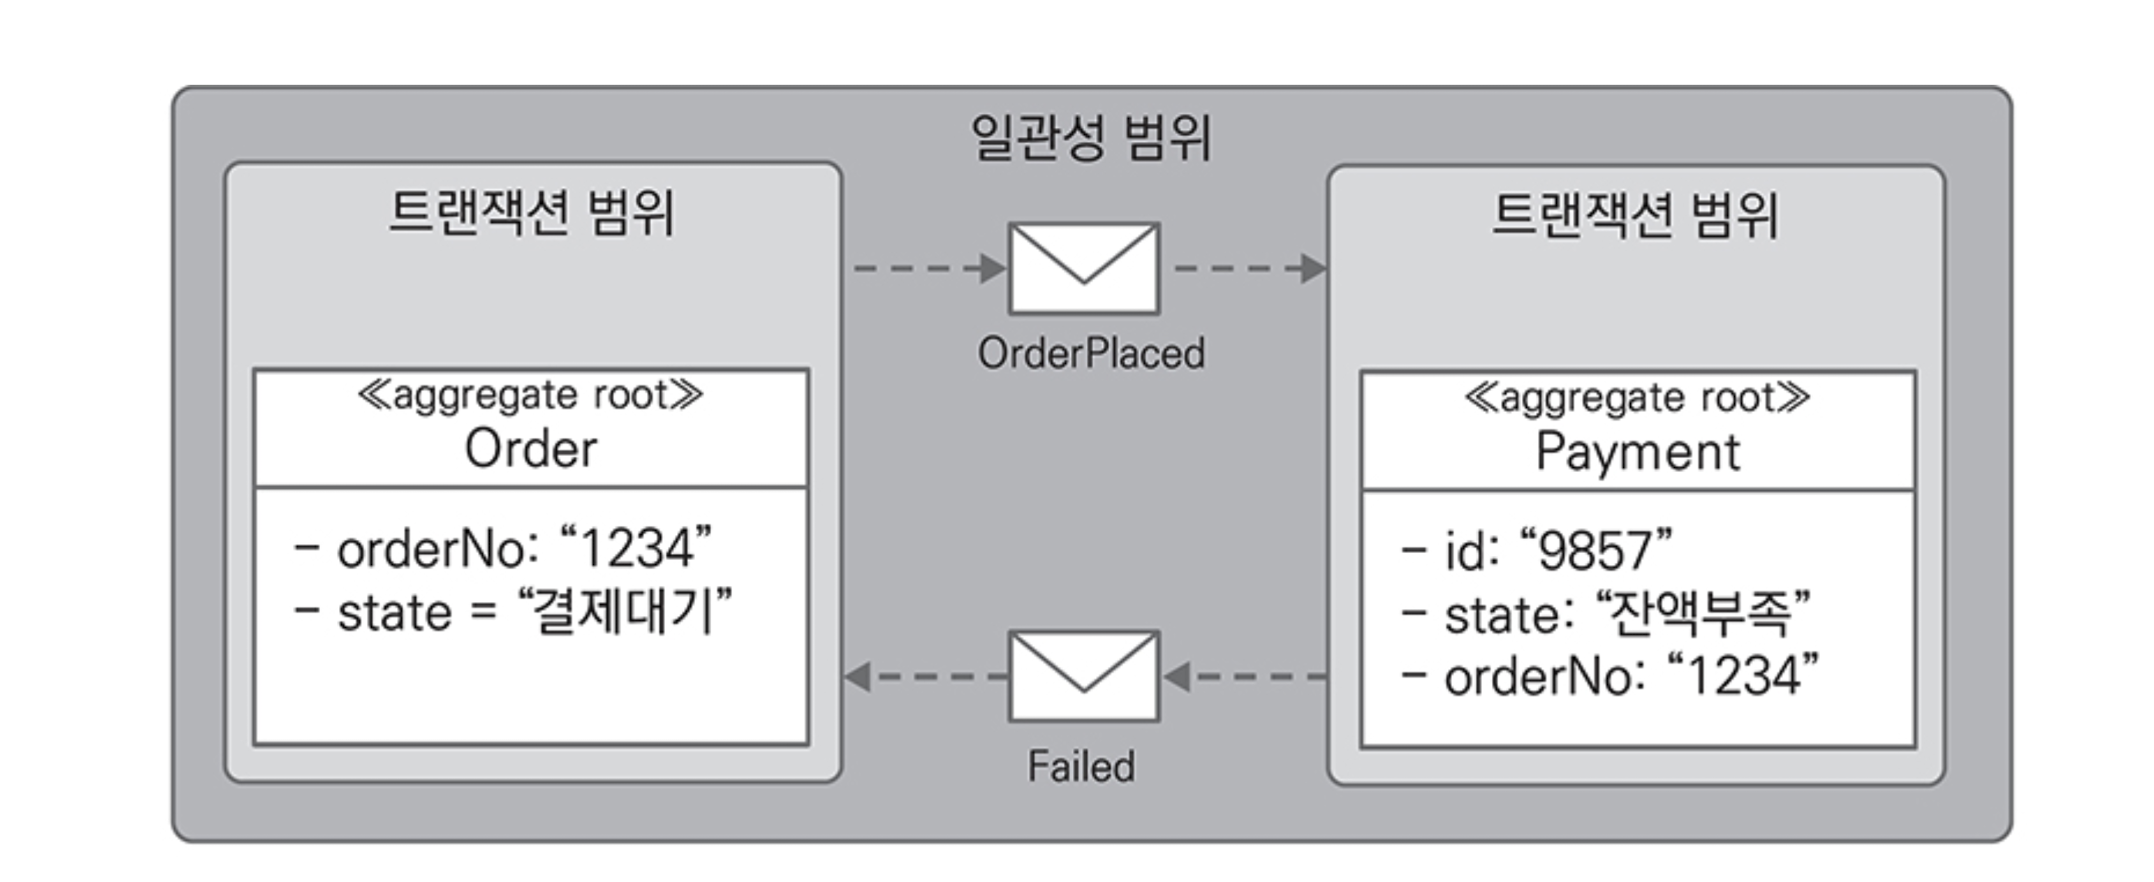 일관성 범위
트랜잭션 범위
≪aggregate root≫
Order
– orderNo: “1234”
– state = “결제대기”
OrderPlaced
Failed
트랜잭션 범위
≪aggregate root≫
Payment
– id: “9857”
– state: “잔액부족”
– orderNo: “1234”